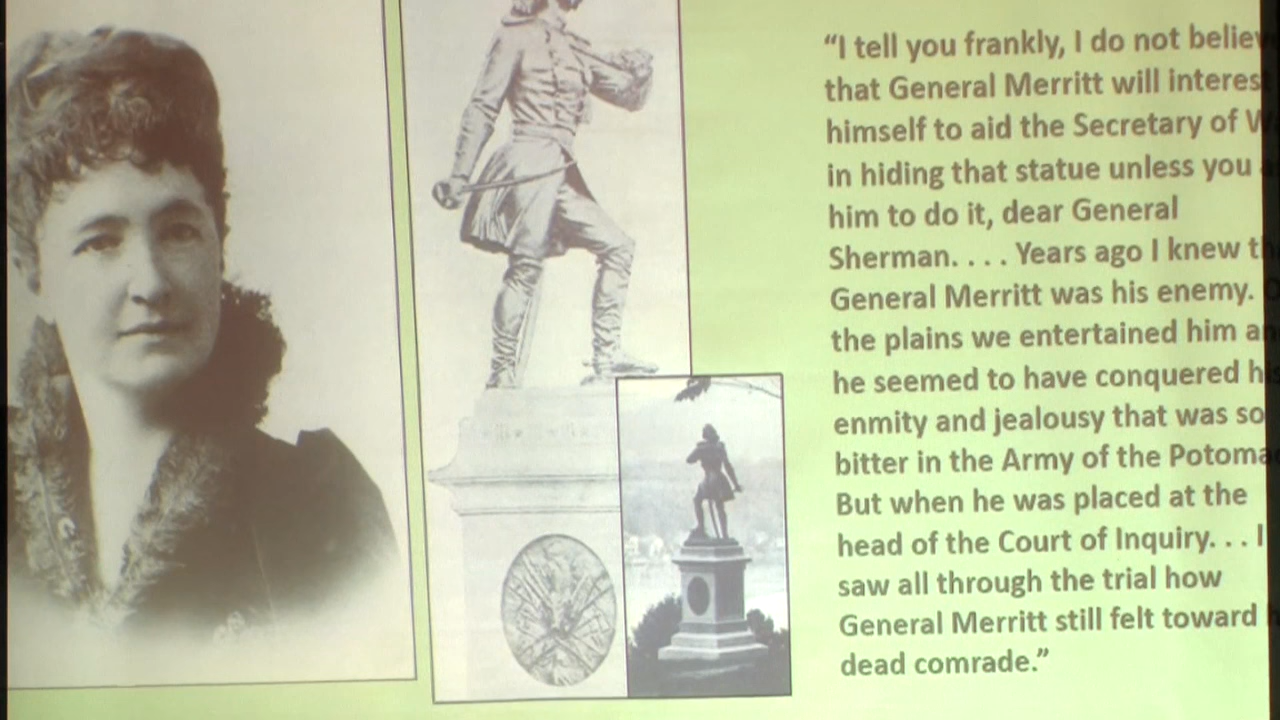 “I tell you frankly, I do not believ
that General Merritt will interes
himself to aid the Secretary of W
in hiding that statue unless you a
him to do it, dear General
Sherman. . . . Years ago I knew th
General Merritt was his enemy.
the plains we entertained him a
he seemed to have conquered h
enmity and jealousy that was so
bitter in the Army of the Potoma
But when he was placed at the
head of the Court of Inquiry. . . I
saw all through the trial how
General Merritt still felt toward
dead comrade.”